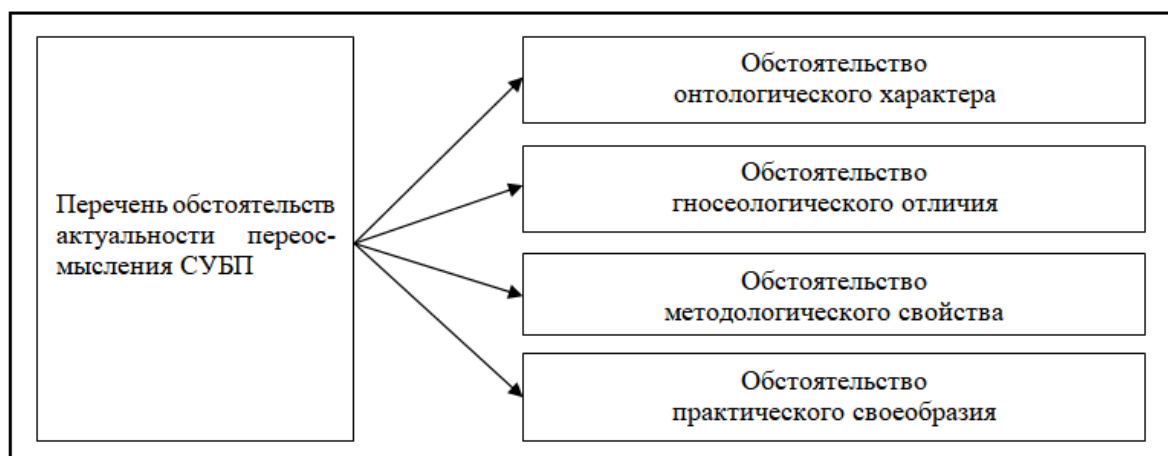 Перечень обстоятельств
актуальности переос-
мысления СУБП
Обстоятельство
онтологического характера
Обстоятельство
гносеологического отличия
Обстоятельство
методологического свойства
Обстоятельство
практического своеобразия